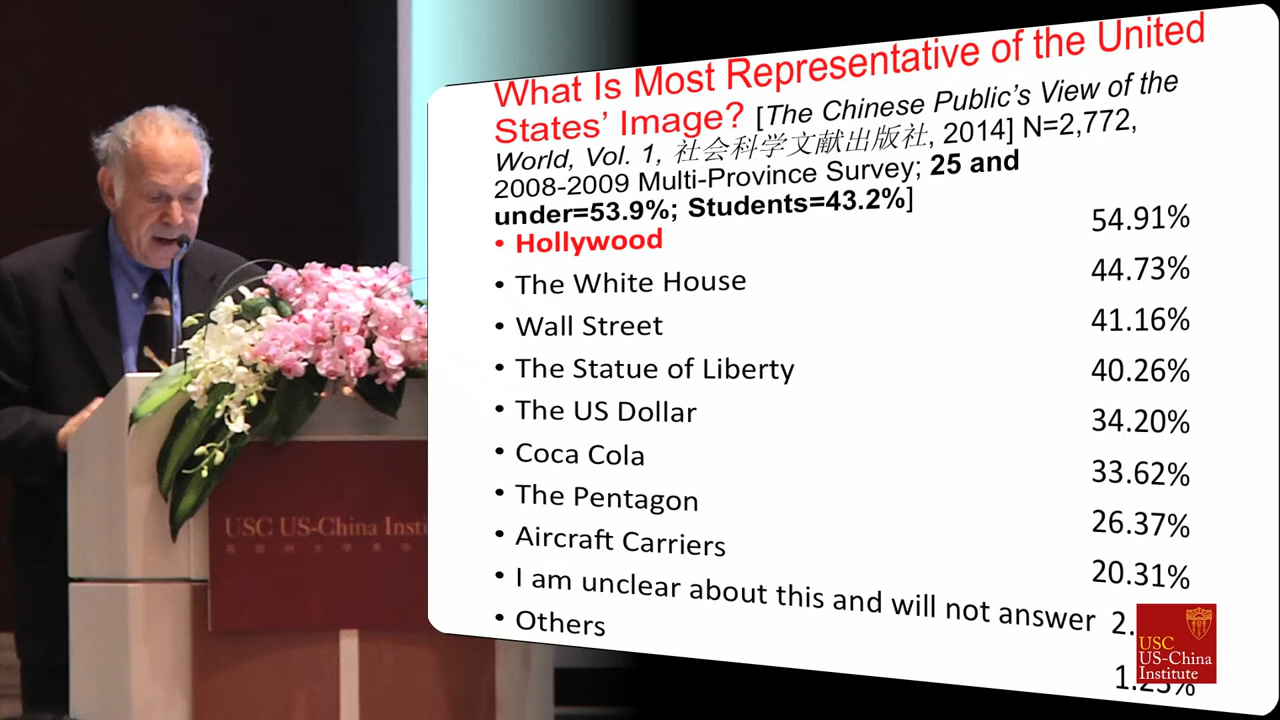 What Is Most Representative of the United
States’ Image? [The Chinese Public’s View of the
World, Vol. 1, 社会科学文献出版社, 2014] N=2,772,
2008-2009 Multi-Province Survey; 25 and
under=53.9%; Students=43.2%]
• Hollywood 54.91%
• The White House 44.73%
• Wall Street 41.16%
• The Statue of Liberty 40.26%
• The US Dollar 34.20%
• Coca Cola 33.62%
• The Pentagon 26.37%
• Aircraft Carriers 20.31%
• I am unclear about this and will not answer 2.
• Others
USC US-China Insti
USC
US-China
Institute